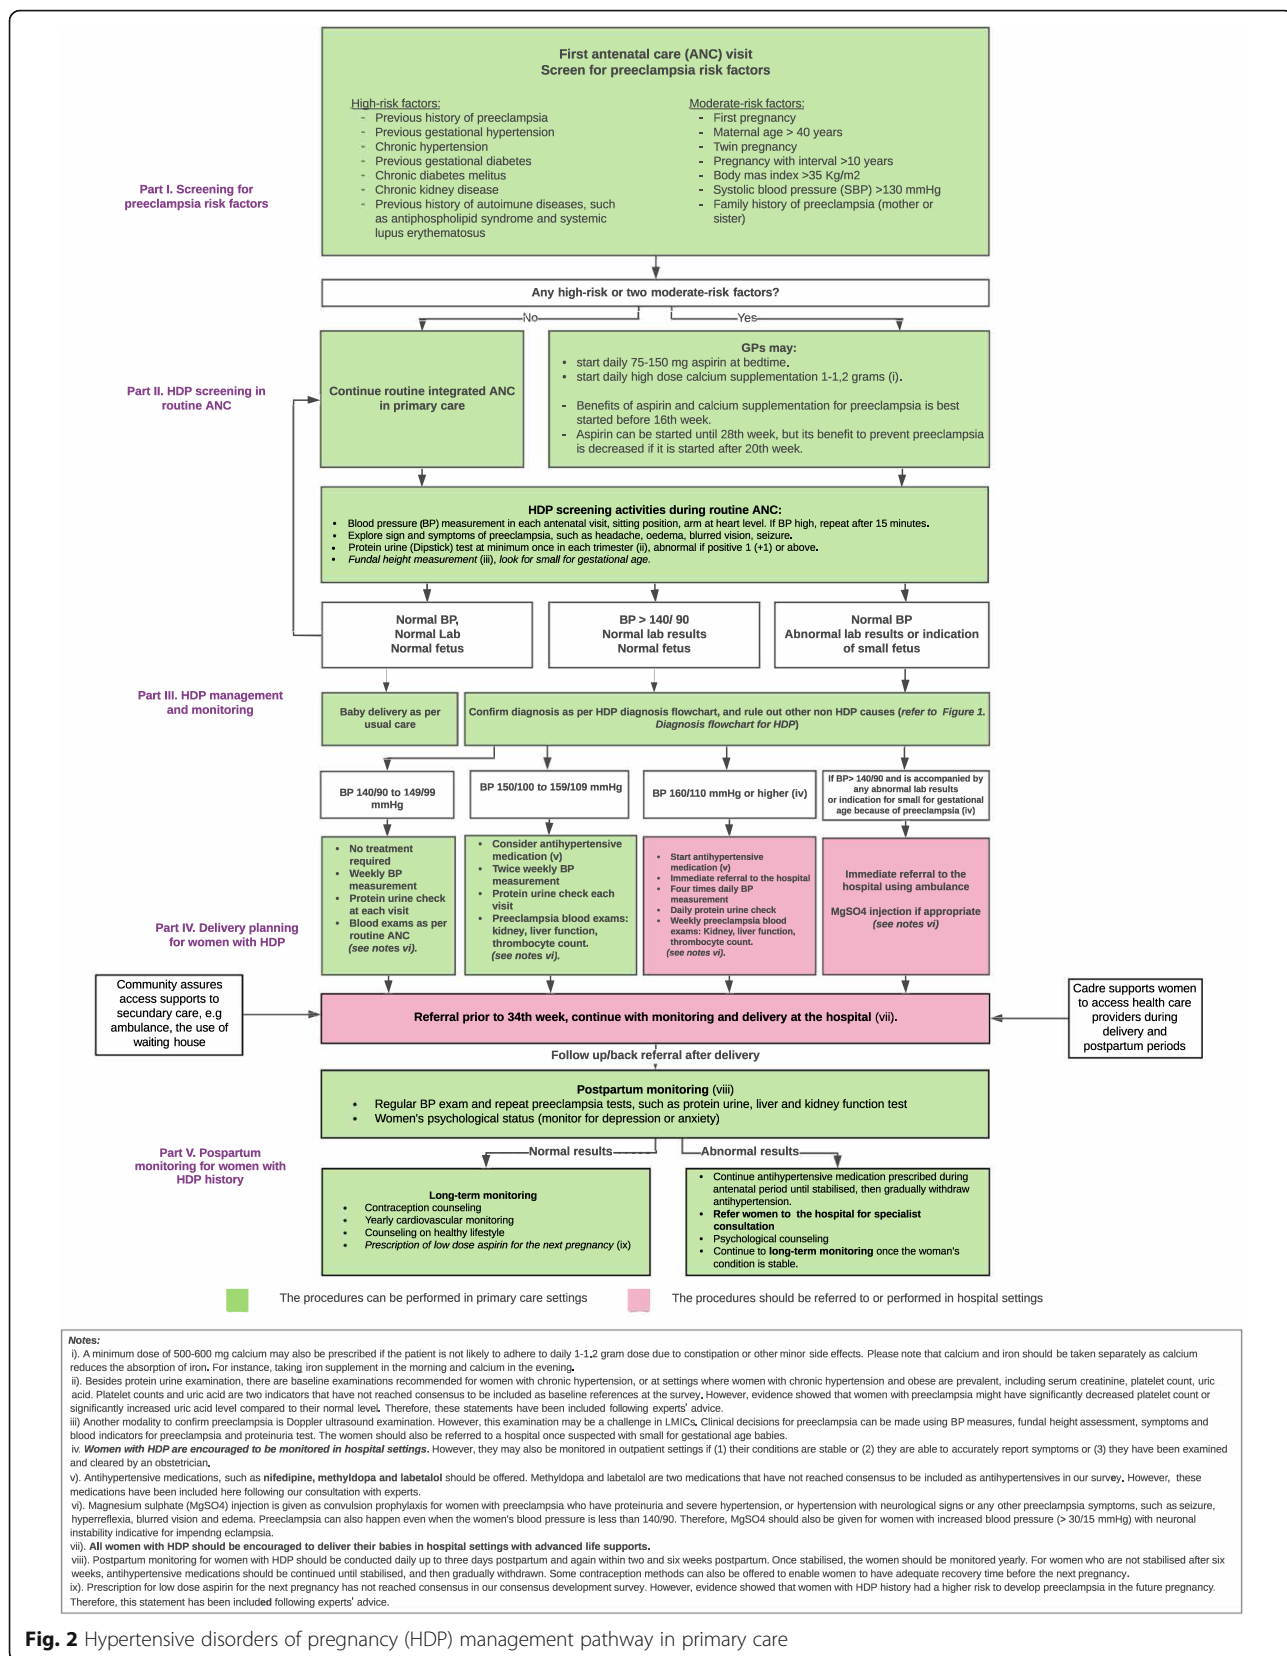 First antenatal care (ANC) visit
Screen for preeclampsia risk factors
High-risk factors:
- Previous history of preeclampsia
- Previous gestational hypertension
- Chronic hypertension
- Previous gestational diabetes
- Chronic diabetes melitus
- Chronic kidney disease
- Previous history of autoimune diseases, such
as antiphospholipid syndrome and systemic
lupus erythematosus
Moderate-risk factors:
- First pregnancy
- Maternal age > 40 years
- Twin pregnancy
- Pregnancy with interval >10 years
- Body mas index >35 Kg/m2
- Systolic blood pressure (SBP) >130 mmHg
- Family history of preeclampsia (mother or
sister)
Part I. Screening for
preeclampsia risk factors
Any high-risk or two moderate-risk factors?
No
Yes
Part II. HDP screening in
routine ANC
Continue routine integrated ANC
in primary care
GPs may:
• start daily 75-150 mg aspirin at bedtime.
• start daily high dose calcium supplementation 1-1,2 grams (i).
- Benefits of aspirin and calcium supplementation for preeclampsia is best
started before 16th week.
- Aspirin can be started until 28th week, but its benefit to prevent preeclampsia
is decreased if it is started after 20th week.
HDP screening activities during routine ANC:
• Blood pressure (BP) measurement in each antenatal visit, sitting position, arm at heart level. If BP high, repeat after 15 minutes.
• Explore sign and symptoms of preeclampsia, such as headache, oedema, blurred vision, seizure.
• Protein urine (Dipstick) test at minimum once in each trimester (ii), abnormal if positive 1 (+1) or above.
• Fundal height measurement (iii), look for small for gestational age.
Normal BP,
Normal Lab
Normal fetus
BP > 140/ 90
Normal lab results
Normal fetus
Normal BP
Abnormal lab results or indication
of small fetus
Part III. HDP management
and monitoring
Baby delivery as per
usual care
Confirm diagnosis as per HDP diagnosis flowchart, and rule out other non HDP causes (refer to Figure 1.
Diagnosis flowchart for HDP)
BP 140/90 to 149/99
mmHg
BP 150/100 to 159/109 mmHg
BP 160/110 mmHg or higher (iv)
If BP> 140/90 and is accompanied by
any abnormal lab results
or indication for small for gestational
age because of preeclampsia (iv)
Part IV. Delivery planning
for women with HDP
• No treatment
required
• Weekly BP
measurement
• Protein urine check
at each visit
• Blood exams as per
routine ANC
(see notes vi).
• Consider antihypertensive
medication (v)
• Twice weekly BP
measurement
• Protein urine check each
visit
• Preeclampsia blood exams:
kidney, liver function,
thrombocyte count.
(see notes vi).
• Start antihypertensive
medication (v)
• Immediate referral to the hospital
• Four times daily BP
measurement
• Daily protein urine check
• Weekly preeclampsia blood
exams: Kidney, liver function,
thrombocyte count.
(see notes vi).
Immediate referral to the
hospital using ambulance
MgSO4 injection if appropriate
(see notes vi)
Community assures
access supports to
secundary care, e.g
ambulance, the use of
waiting house
Referral prior to 34th week, continue with monitoring and delivery at the hospital (vii).
Cadre supports women
to access health care
providers during
delivery and
postpartum periods
Follow up/back referral after delivery
Postpartum monitoring (viii)
• Regular BP exam and repeat preeclampsia tests, such as protein urine, liver and kidney function test
• Women's psychological status (monitor for depression or anxiety)
Part V. Pospartum
monitoring for women with
HDP history
Normal results
Abnormal results
Long-term monitoring
• Contraception counseling
• Yearly cardiovascular monitoring
• Counseling on healthy lifestyle
• Prescription of low dose aspirin for the next pregnancy (ix)
• Continue antihypertensive medication prescribed during
antenatal period until stabilised, then gradually withdraw
antihypertension.
• Refer women to the hospital for specialist
consultation
• Psychological counseling
• Continue to long-term monitoring once the woman's
condition is stable.
The procedures can be performed in primary care settings
The procedures should be referred to or performed in hospital settings
Notes:
i). A minimum dose of 500-600 mg calcium may also be prescribed if the patient is not likely to adhere to daily 1-1,2 gram dose due to constipation or other minor side effects. Please note that calcium and iron should be taken separately as calcium
reduces the absorption of iron. For instance, taking iron supplement in the morning and calcium in the evening.
ii). Besides protein urine examination, there are baseline examinations recommended for women with chronic hypertension, or at settings where women with chronic hypertension and obese are prevalent, including serum creatinine, platelet count, uric
acid. Platelet counts and uric acid are two indicators that have not reached consensus to be included as baseline references at the survey. However, evidence showed that women with preeclampsia might have significantly decreased platelet count or
significantly increased uric acid level compared to their normal level. Therefore, these statements have been included following experts' advice.
iii) Another modality to confirm preeclampsia is Doppler ultrasound examination. However, this examination may be a challenge in LMICs. Clinical decisions for preeclampsia can be made using BP measures, fundal height assessment, symptoms and
blood indicators for preeclampsia and proteinuria test. The women should also be referred to a hospital once suspected with small for gestational age babies.
iv. Women with HDP are encouraged to be monitored in hospital settings. However, they may also be monitored in outpatient settings if (1) their conditions are stable or (2) they are able to accurately report symptoms or (3) they have been examined
and cleared by an obstetrician.
v). Antihypertensive medications, such as nifedipine, methyldopa and labetalol should be offered. Methyldopa and labetalol are two medications that have not reached consensus to be included as antihypertensives in our survey. However, these
medications have been included here following our consultation with experts.
vi). Magnesium sulphate (MgSO4) injection is given as convulsion prophylaxis for women with preeclampsia who have proteinuria and severe hypertension, or hypertension with neurological signs or any other preeclampsia symptoms, such as seizure,
hyperreflexia, blurred vision and edema. Preeclampsia can also happen even when the women's blood pressure is less than 140/90. Therefore, MgSO4 should also be given for women with increased blood pressure (> 30/15 mmHg) with neuronal
instability indicative for impendng eclampsia.
vii). All women with HDP should be encouraged to deliver their babies in hospital settings with advanced life supports.
viii). Postpartum monitoring for women with HDP should be conducted daily up to three days postpartum and again within two and six weeks postpartum. Once stabilised, the women should be monitored yearly. For women who are not stabilised after six
weeks, antihypertensive medications should be continued until stabilised, and then gradually withdrawn. Some contraception methods can also be offered to enable women to have adequate recovery time before the next pregnancy.
ix). Prescription for low dose aspirin for the next pregnancy has not reached consensus in our consensus development survey. However, evidence showed that women with HDP history had a higher risk to develop preeclampsia in the future pregnancy.
Therefore, this statement has been included following experts' advice.
Fig. 2 Hypertensive disorders of pregnancy (HDP) management pathway in primary care